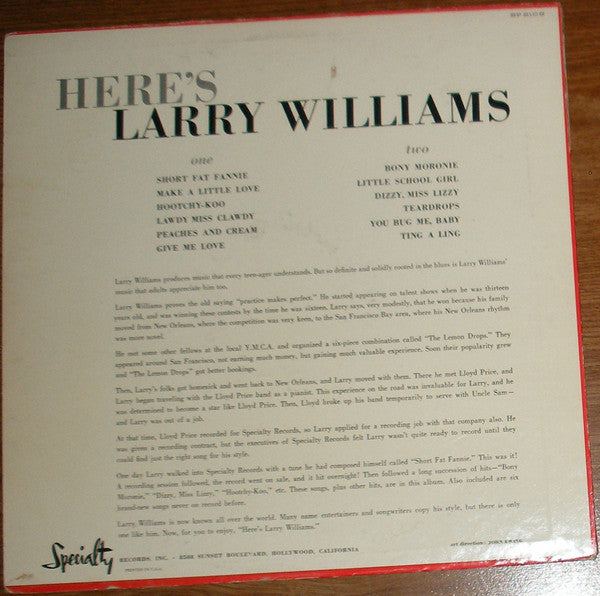 SP 2109
HERE'S
LARRY WILLIAMS
one
SHORT FAT FANNIE
MAKE A LITTLE LOVE
HOOTCHY-KOO
LAWDY MISS CLAWDY
PEACHES AND CREAM
GIVE ME LOVE
two
BONY MORONIE
LITTLE SCHOOL GIRL
DIZZY, MISS LIZZY
TEARDROPS
YOU BUG ME, BABY
TING A LING
Larry Williams produces music that every teen-ager understands. But so definite and solidly rooted in the blues is Larry Williams'
music that adults appreciate him too.
Larry Williams proves the old saying "practice makes perfect." He started appearing on talent shows when he was thirteen
years old, and was winning these contests by the time he was sixteen. Larry says, very modestly, that he won because his family
moved from New Orleans, where the competition was very keen, to the San Francisco Bay area, where his New Orleans rhythm
was more novel.
He met some other fellows at the local Y.M.C.A. and organized a six-piece combination called "The Lemon Drops." They
appeared around San Francisco, not earning much money, but gaining much valuable experience. Soon their popularity grew
and "The Lemon Drops" got better bookings.
Then, Larry's folks got homesick and went back to New Orleans, and Larry moved with them. There he met Lloyd Price, and
Larry began traveling with the Lloyd Price band as a pianist. This experience on the road was invaluable for Larry, and he
was determined to become a star like Lloyd Price. Then, Lloyd broke up his band temporarily to serve with Uncle Sam—
and Larry was out of a job.
At that time, Lloyd Price recorded for Specialty Records, so Larry applied for a recording job with that company also. He
was given a recording contract, but the executives of Specialty Records felt Larry wasn't quite ready to record until they
could find just the right song for his style.
One day Larry walked into Specialty Records with a tune he had composed himself called "Short Fat Fannie." This was it!
A recording session followed, the record went on sale, and it hit overnight! Then followed a long succession of hits—"Bony
Moronie," "Dizzy, Miss Lizzy," "Hootchy-Koo," etc. These songs, plus other hits, are in this album. Also included are six
brand-new songs never on record before.
Larry Williams is now known all over the world. Many name entertainers and songwriters copy his style, but there is only
one like him. Now, for you to enjoy, "Here's Larry Williams."
Specialty RECORDS, INC. - 8508 SUNSET BOULEVARD, HOLLYWOOD, CALIFORNIA
PRINTED IN U.S.A.
art direction: JOHN